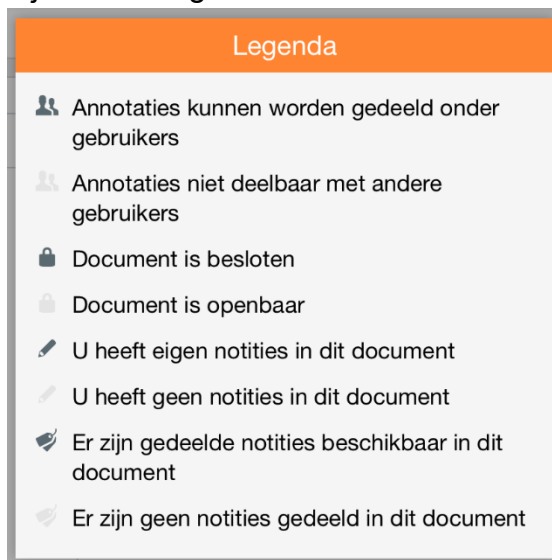 Legenda
Annotaties kunnen worden gedeeld onder
gebruikers
Annotaties niet deelbaar met andere
gebruikers
Document is besloten
Document is openbaar
U heeft eigen notities in dit document
U heeft geen notities in dit document
Er zijn gedeelde notities beschikbaar in dit
document
Er zijn geen notities gedeeld in dit document